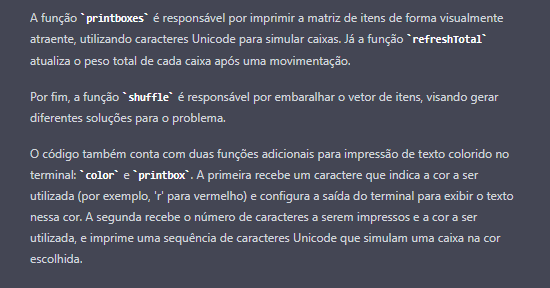 A função `printboxes` é responsável por imprimir a matriz de itens de forma visualmente
atraente, utilizando caracteres Unicode para simular caixas. Já a função `refreshTotal`
atualiza o peso total de cada caixa após uma movimentação.
Por fim, a função `shuffle` é responsável por embaralhar o vetor de itens, visando gerar
diferentes soluções para o problema.
O código também conta com duas funções adicionais para impressão de texto colorido no
terminal: `color` e `printbox`. A primeira recebe um caractere que indica a cor a ser
utilizada (por exemplo, 'r' para vermelho) e configura a saída do terminal para exibir o texto
nessa cor. A segunda recebe o número de caracteres a serem impressos e a cor a ser
utilizada, e imprime uma sequência de caracteres Unicode que simulam uma caixa na cor
escolhida.